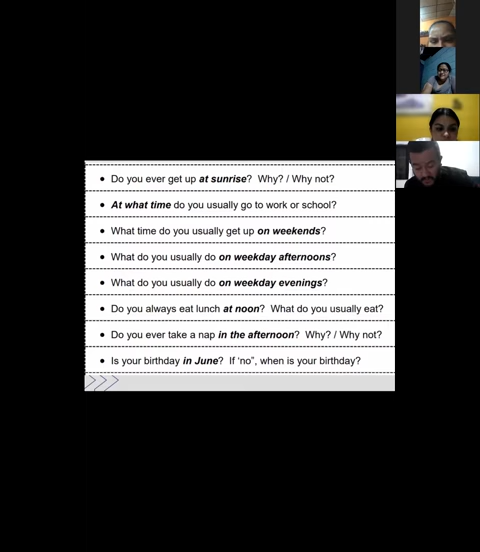 • Do you ever get up at sunrise? Why? / Why not?
• At what time do you usually go to work or school?
• What time do you usually get up on weekends?
• What do you usually do on weekday afternoons?
• What do you usually do on weekday evenings?
• Do you always eat lunch at noon? What do you usually eat?
• Do you ever take a nap in the afternoon? Why? / Why not?
• Is your birthday in June? If 'no", when is your birthday?